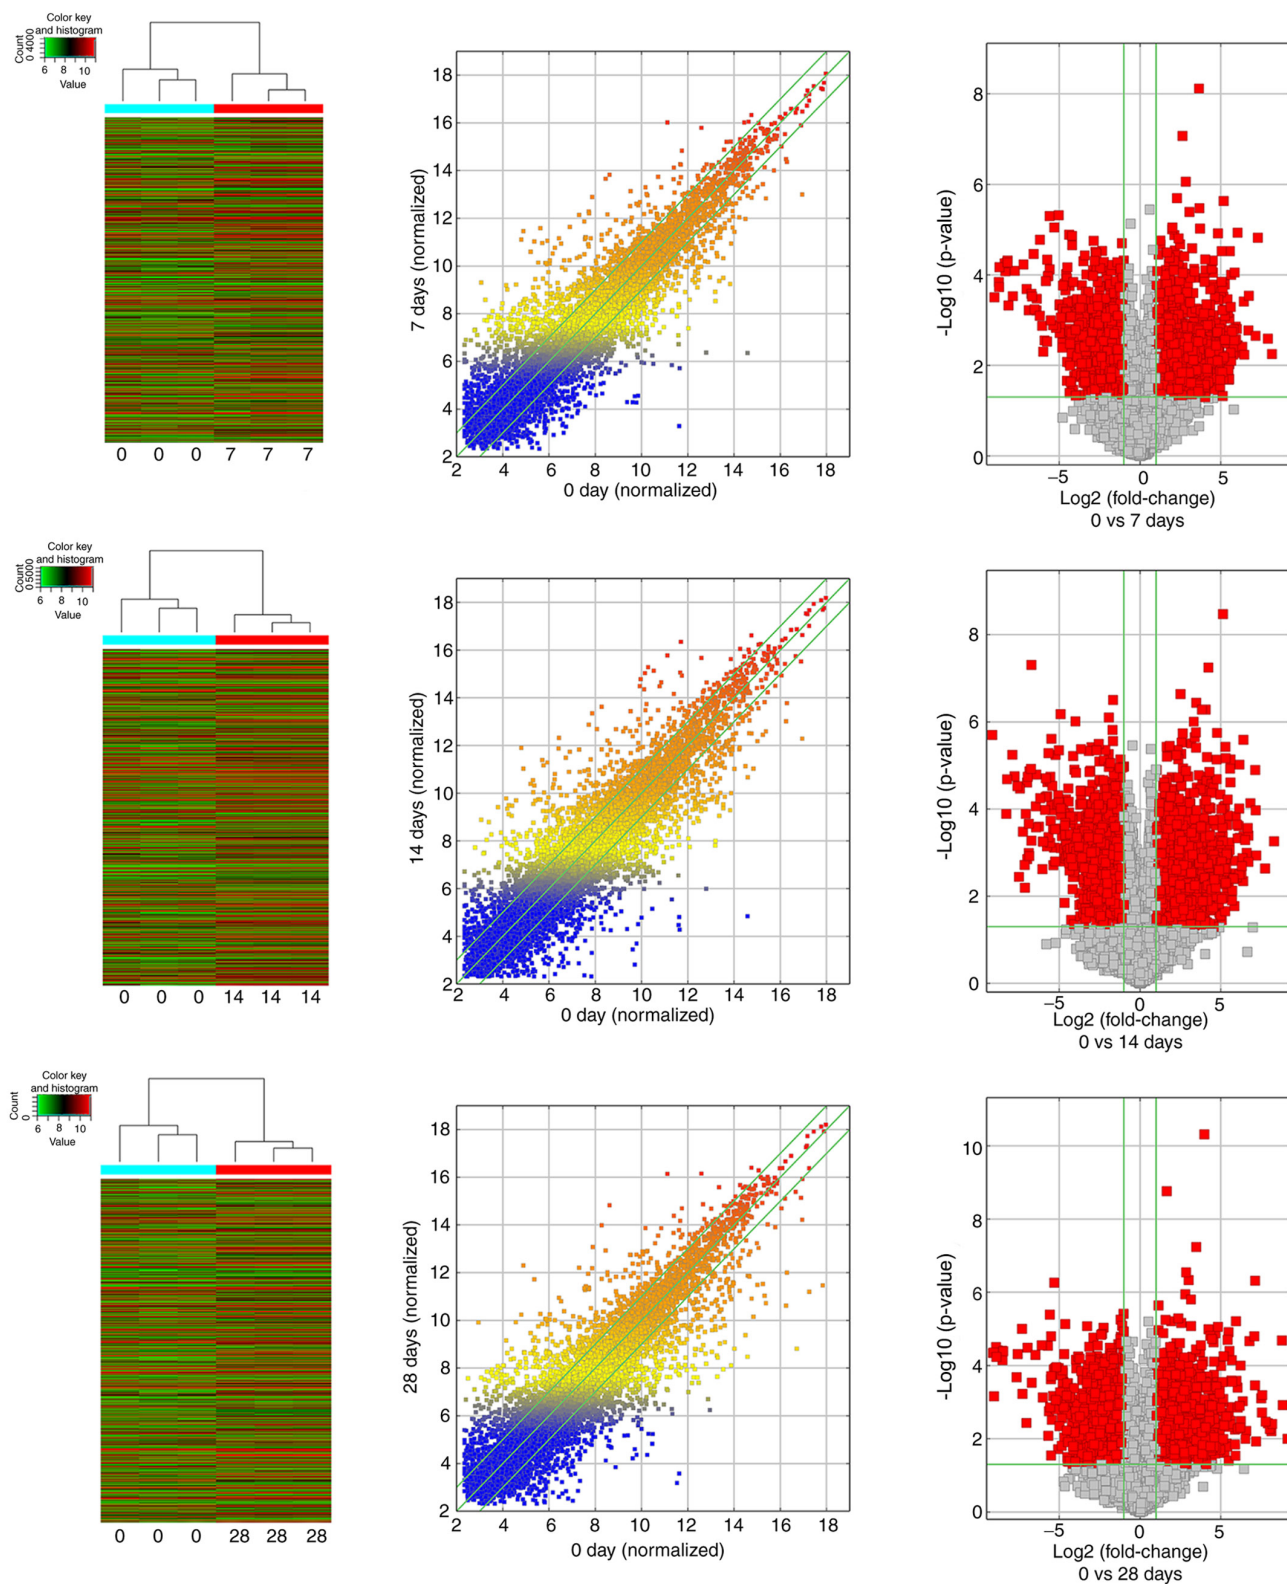 Color key
and histogram
Count
0 4000
6 8 10
Value
0 0 0 7 7 7
7 days (normalized)
18
16
14
12
10
8
6
4
2
2 4 6 8 10 12 14 16 18
0 day (normalized)
-Log10 (p-value)
8
6
4
2
0
−5 0 5
Log2 (fold-change)
0 vs 7 days
Color key
and histogram
Count
0 5000
6 8 10
Value
0 0 0 14 14 14
14 days (normalized)
18
16
14
12
10
8
6
4
2
2 4 6 8 10 12 14 16 18
0 day (normalized)
-Log10 (p-value)
8
6
4
2
0
−5 0 5
Log2 (fold-change)
0 vs 14 days
Color key
and histogram
Count
0
6 8 10
Value
0 0 0 28 28 28
28 days (normalized)
18
16
14
12
10
8
6
4
2
2 4 6 8 10 12 14 16 18
0 day (normalized)
-Log10 (p-value)
10
8
6
4
2
0
−5 0 5
Log2 (fold-change)
0 vs 28 days